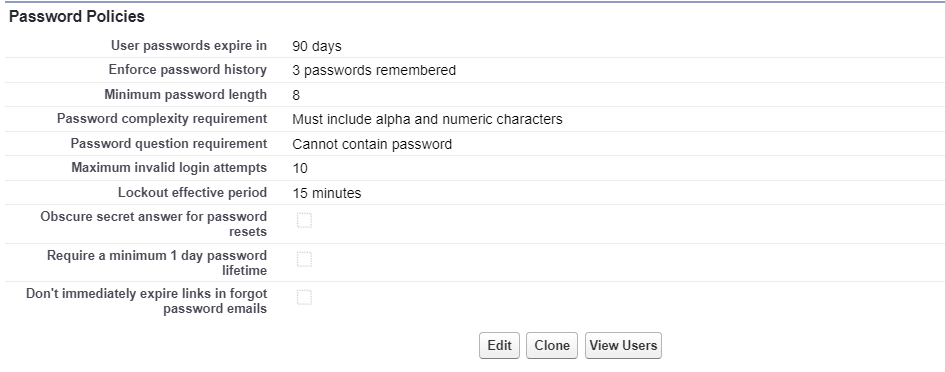 Password Policies
User passwords expire in 90 days
Enforce password history 3 passwords remembered
Minimum password length 8
Password complexity requirement Must include alpha and numeric characters
Password question requirement Cannot contain password
Maximum invalid login attempts 10
Lockout effective period 15 minutes
Obscure secret answer for password
resets
Require a minimum 1 day password
lifetime
Don't immediately expire links in forgot
password emails
Edit Clone View Users